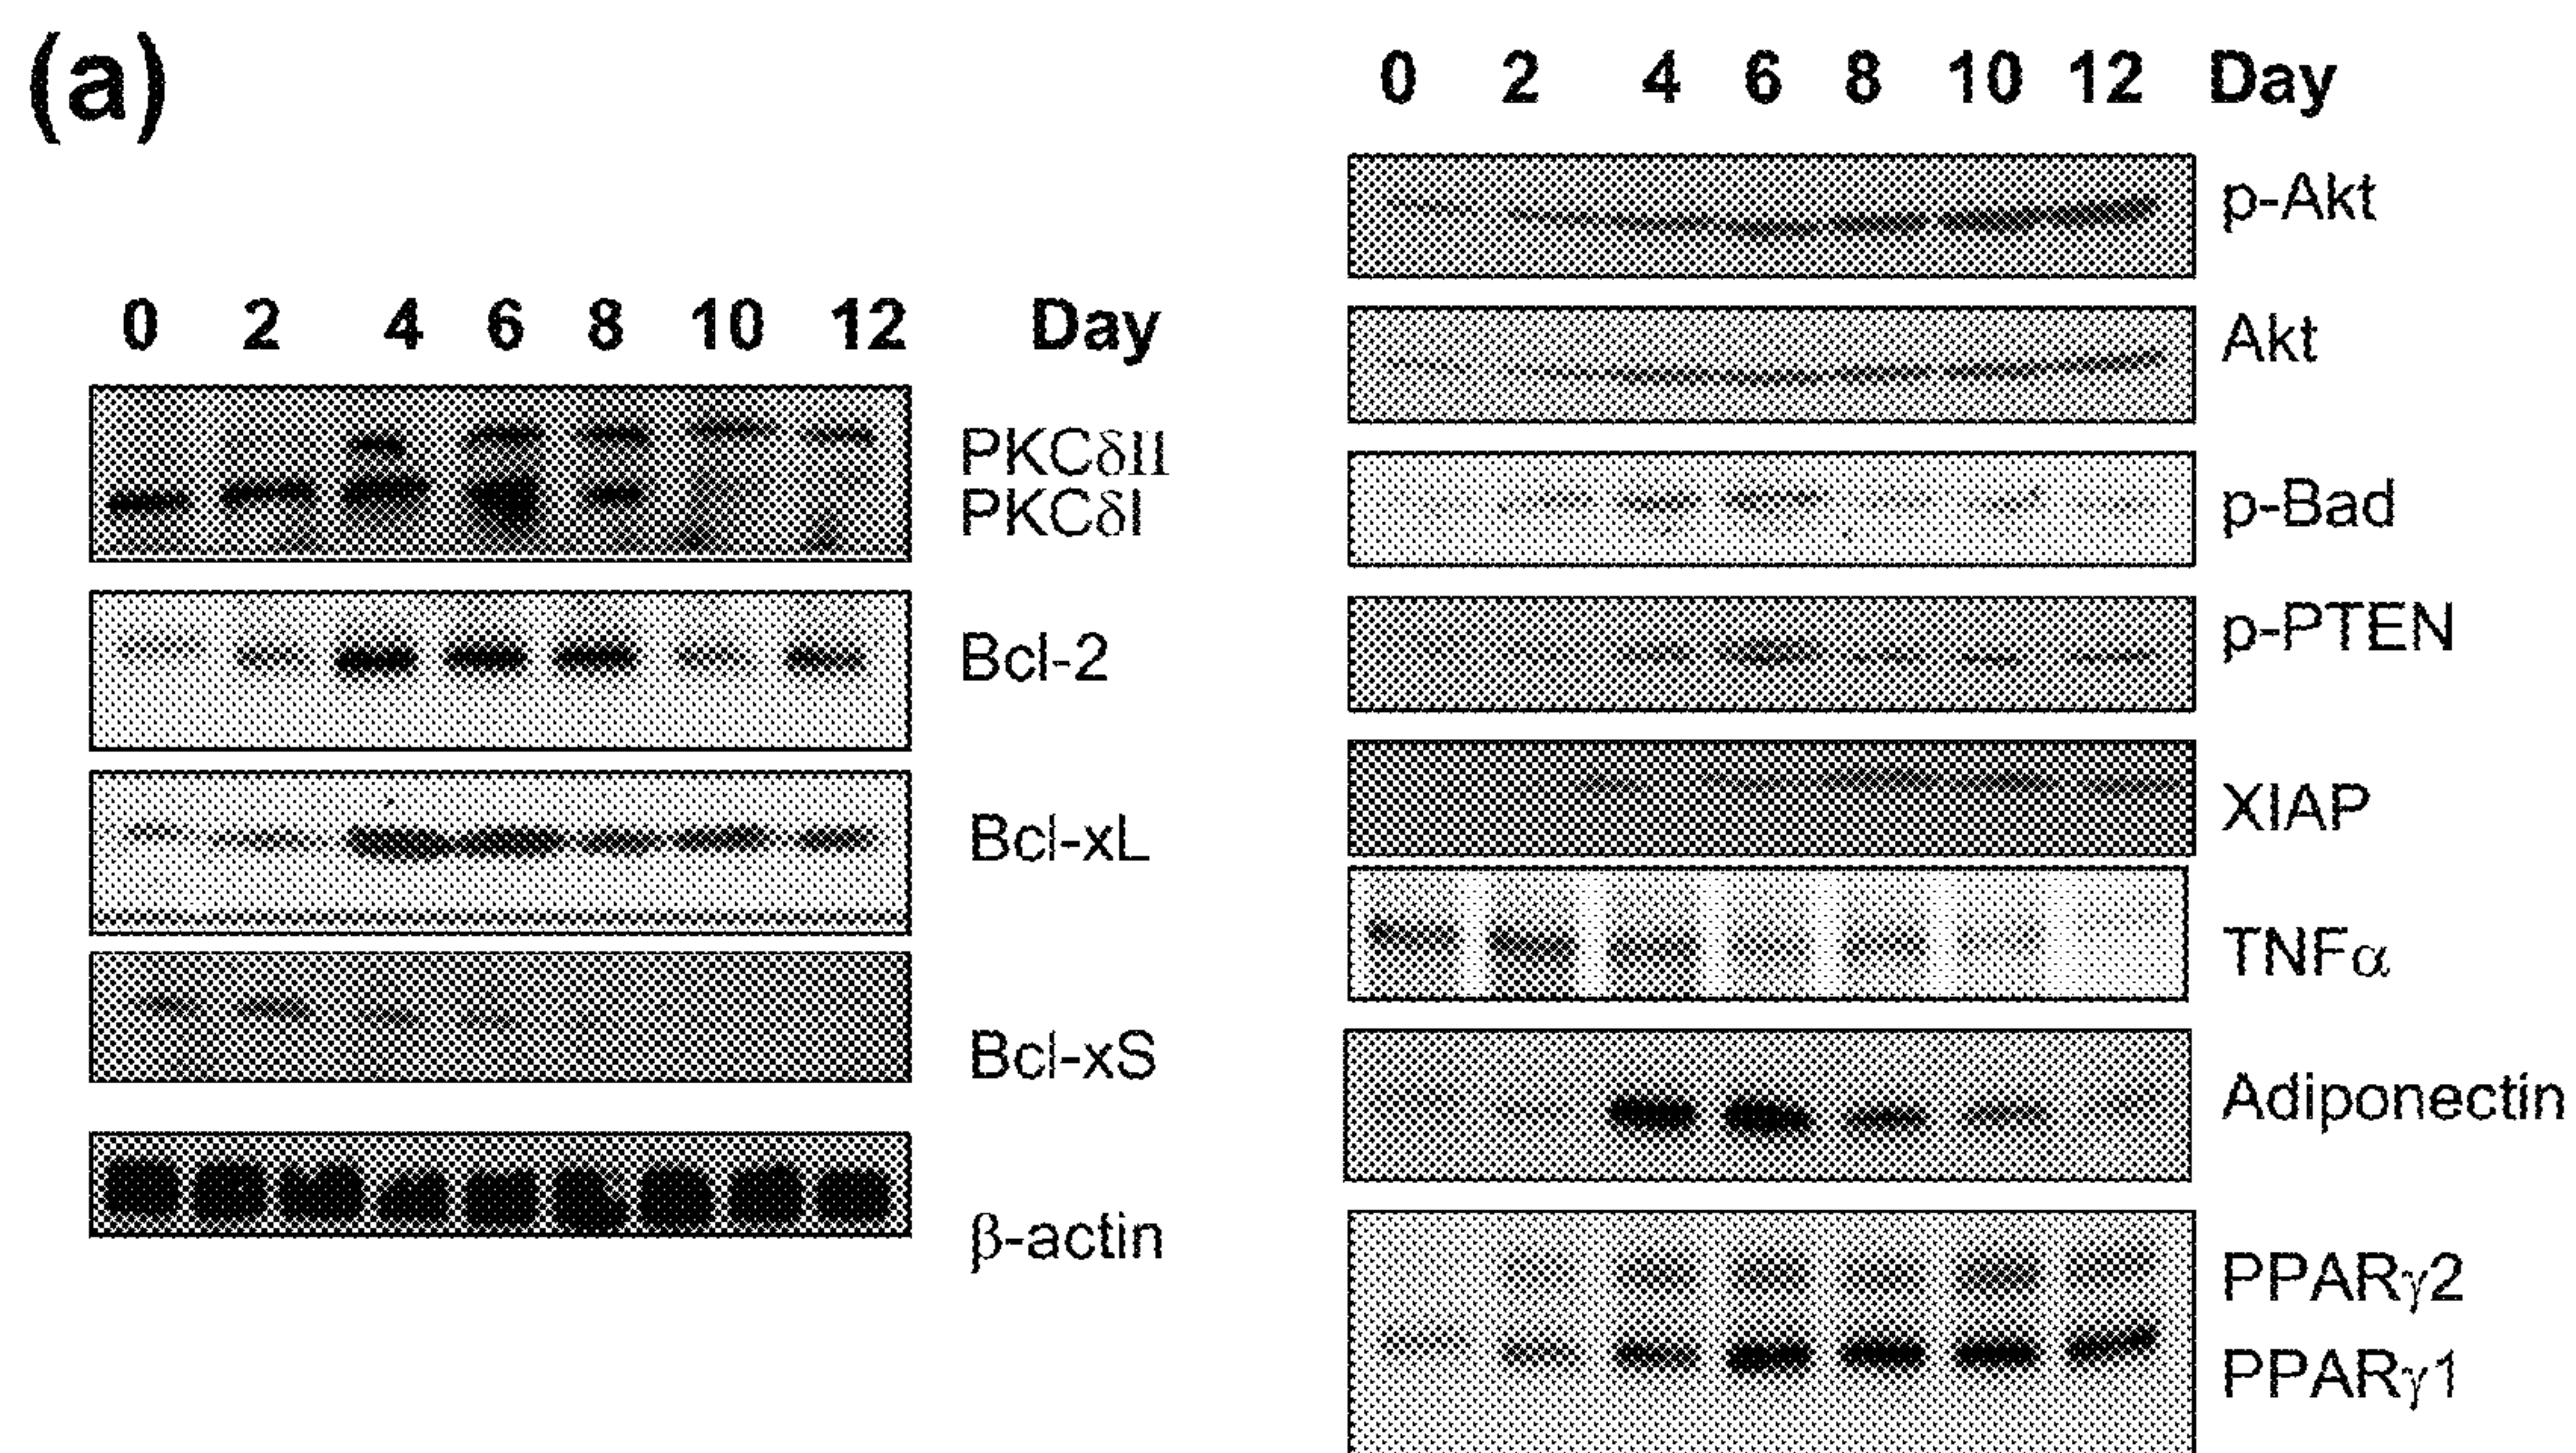 (a)
0 2 4 6 8 10 12 Day
PKCδII
PKCδI
Bcl-2
Bcl-xL
Bcl-xS
β-actin
0 2 4 6 8 10 12 Day
p-Akt
Akt
p-Bad
p-PTEN
XIAP
TNFα
Adiponectin
PPARγ2
PPARγ1